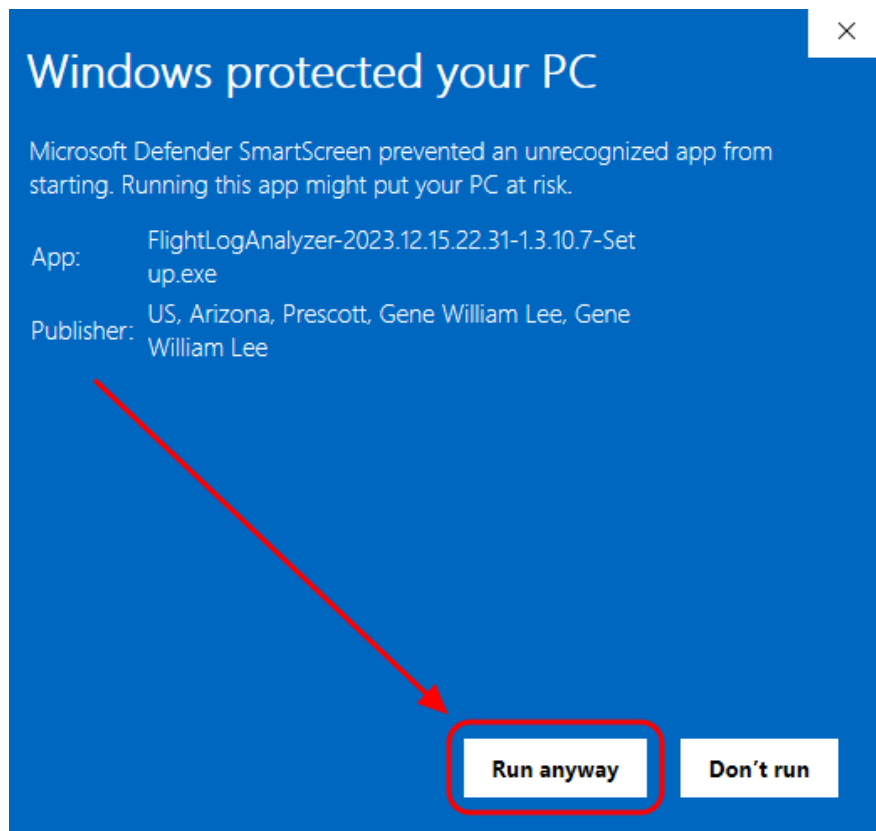 Windows protected your PC
Microsoft Defender SmartScreen prevented an unrecognized app from
starting. Running this app might put your PC at risk.
App:
FlightLogAnalyzer-2023.12.15.22.31-1.3.10.7-Set
up.exe
Publisher:
US, Arizona, Prescott, Gene William Lee, Gene
William Lee
Run anyway
Don't run